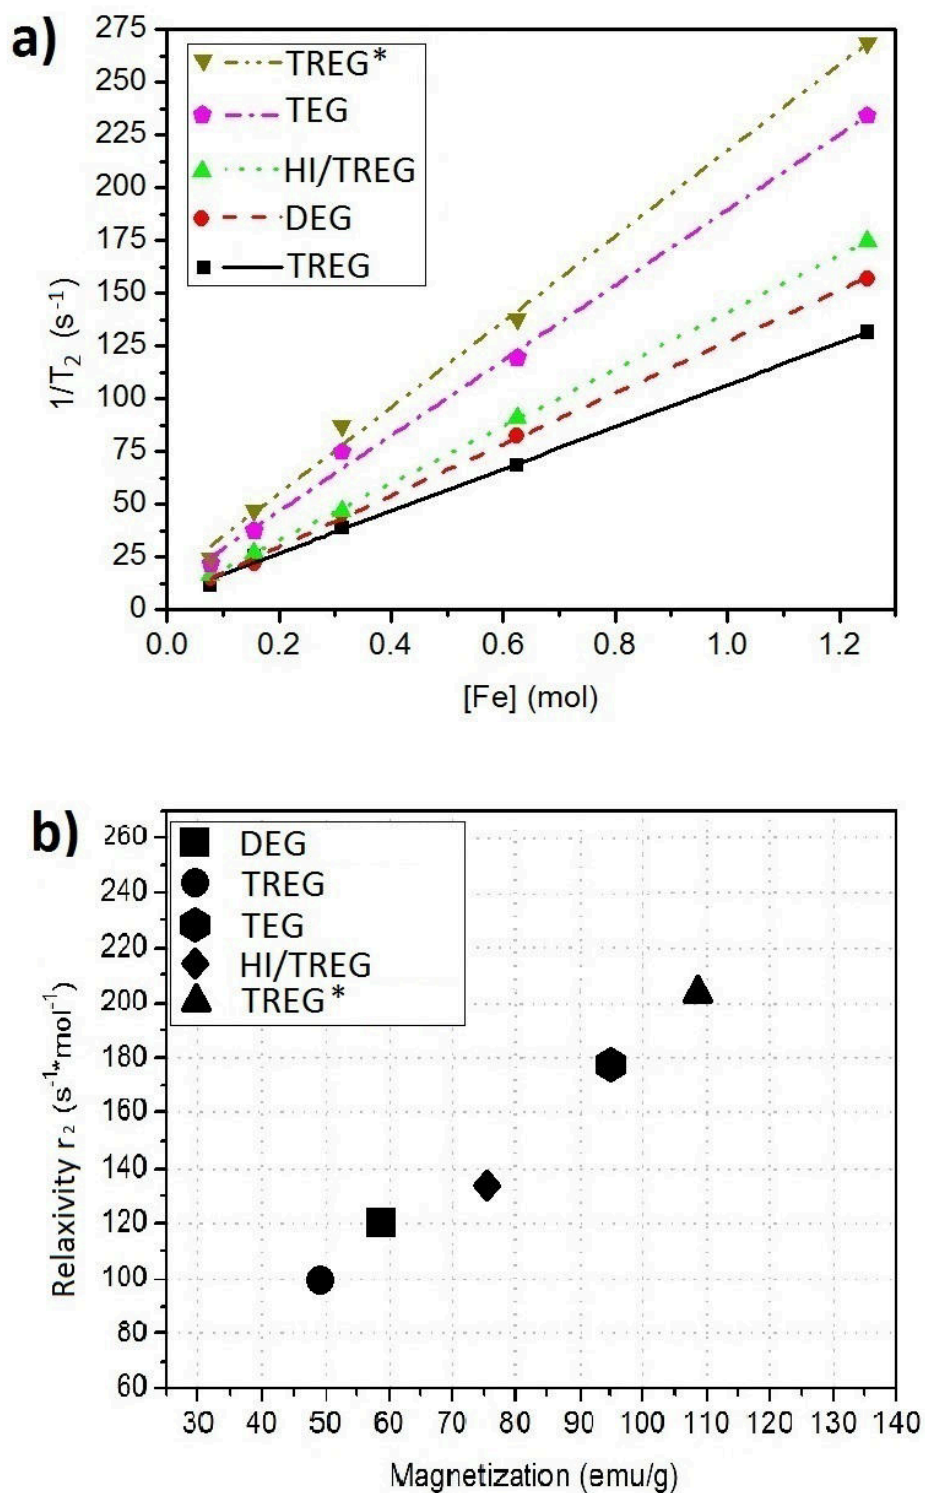 a)
275
250
225
200
175
150
125
100
75
50
25
0
1/T₂ (s⁻¹)
TREG*
TEG
HI/TREG
DEG
TREG
0.0 0.2 0.4 0.6 0.8 1.0 1.2
[Fe] (mol)
b)
260
240
220
200
180
160
140
120
100
80
60
Relaxivity r₂ (s⁻¹*mol⁻¹)
DEG
TREG
TEG
HI/TREG
TREG*
30 40 50 60 70 80 90 100 110 120 130 140
Magnetization (emu/g)